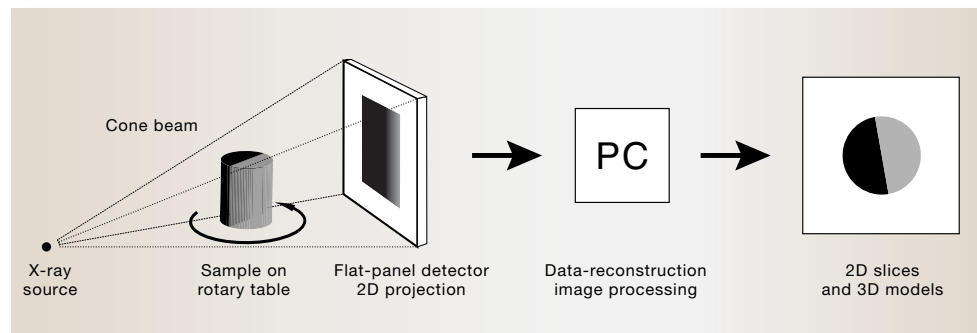 Cone beam
PC
X-ray
source
Sample on
rotary table
Flat-panel detector
2D projection
Data-reconstruction
image processing
2D slices
and 3D models